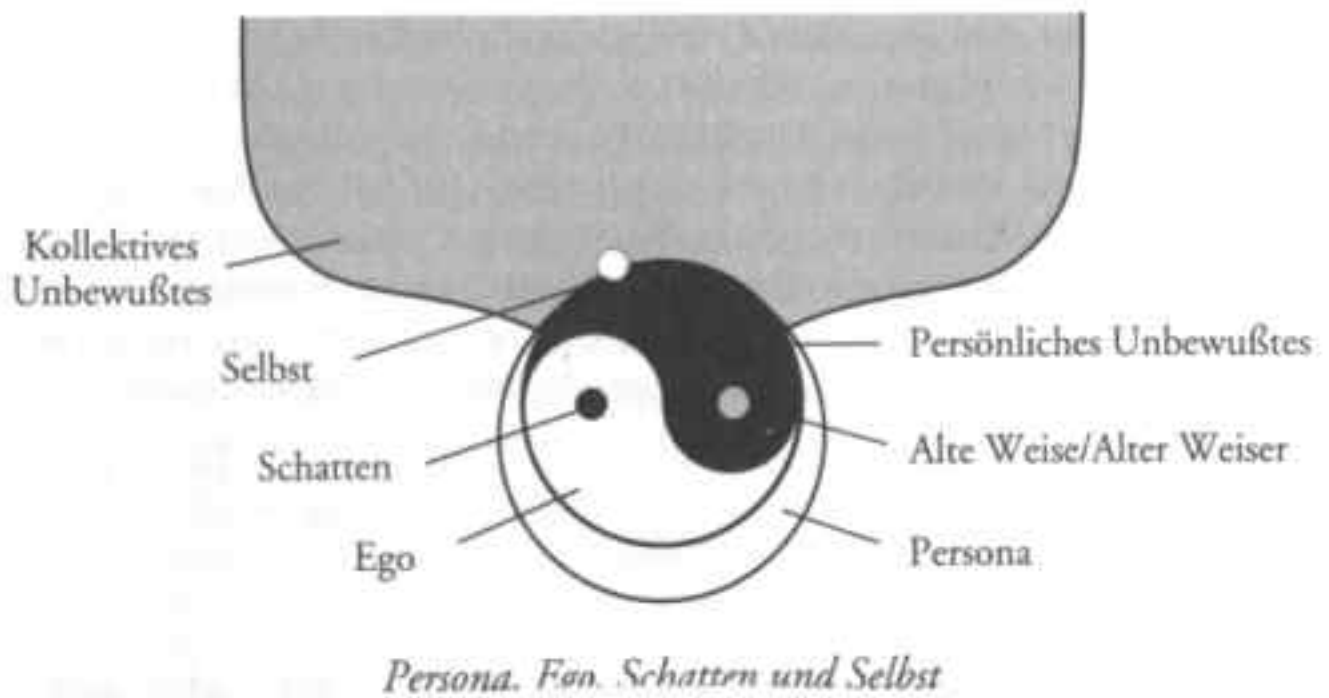 Kollektives
Unbewußtes
Selbst
Schatten
Ego
Persönliches Unbewußtes
Alte Weise/Alter Weiser
Persona
Persona. Ego. Schatten und Selbst